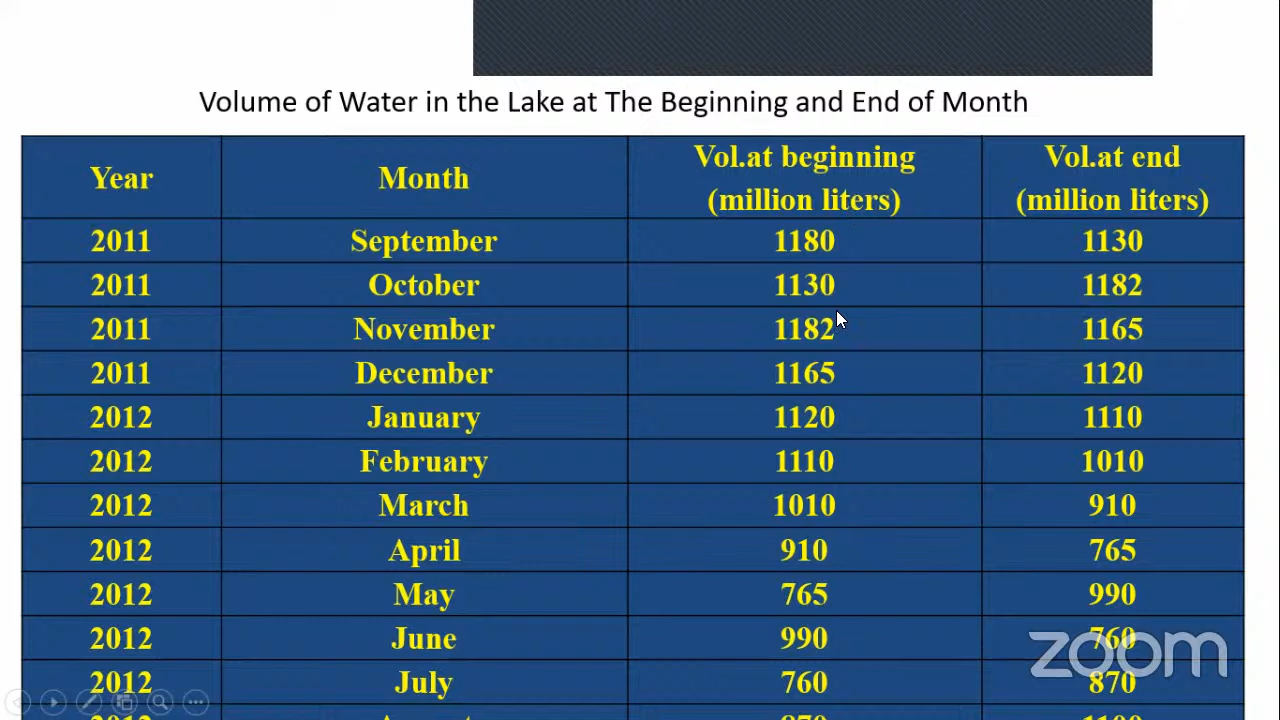 Volume of Water in the Lake at The Beginning and End of Month
Year Month Vol.at beginning (million liters) Vol.at end (million liters)
2011 September 1180 1130
2011 October 1130 1182
2011 November 1182 1165
2011 December 1165 1120
2012 January 1120 1110
2012 February 1110 1010
2012 March 1010 910
2012 April 910 765
2012 May 765 990
2012 June 990 760
2012 July 760 870
zoom